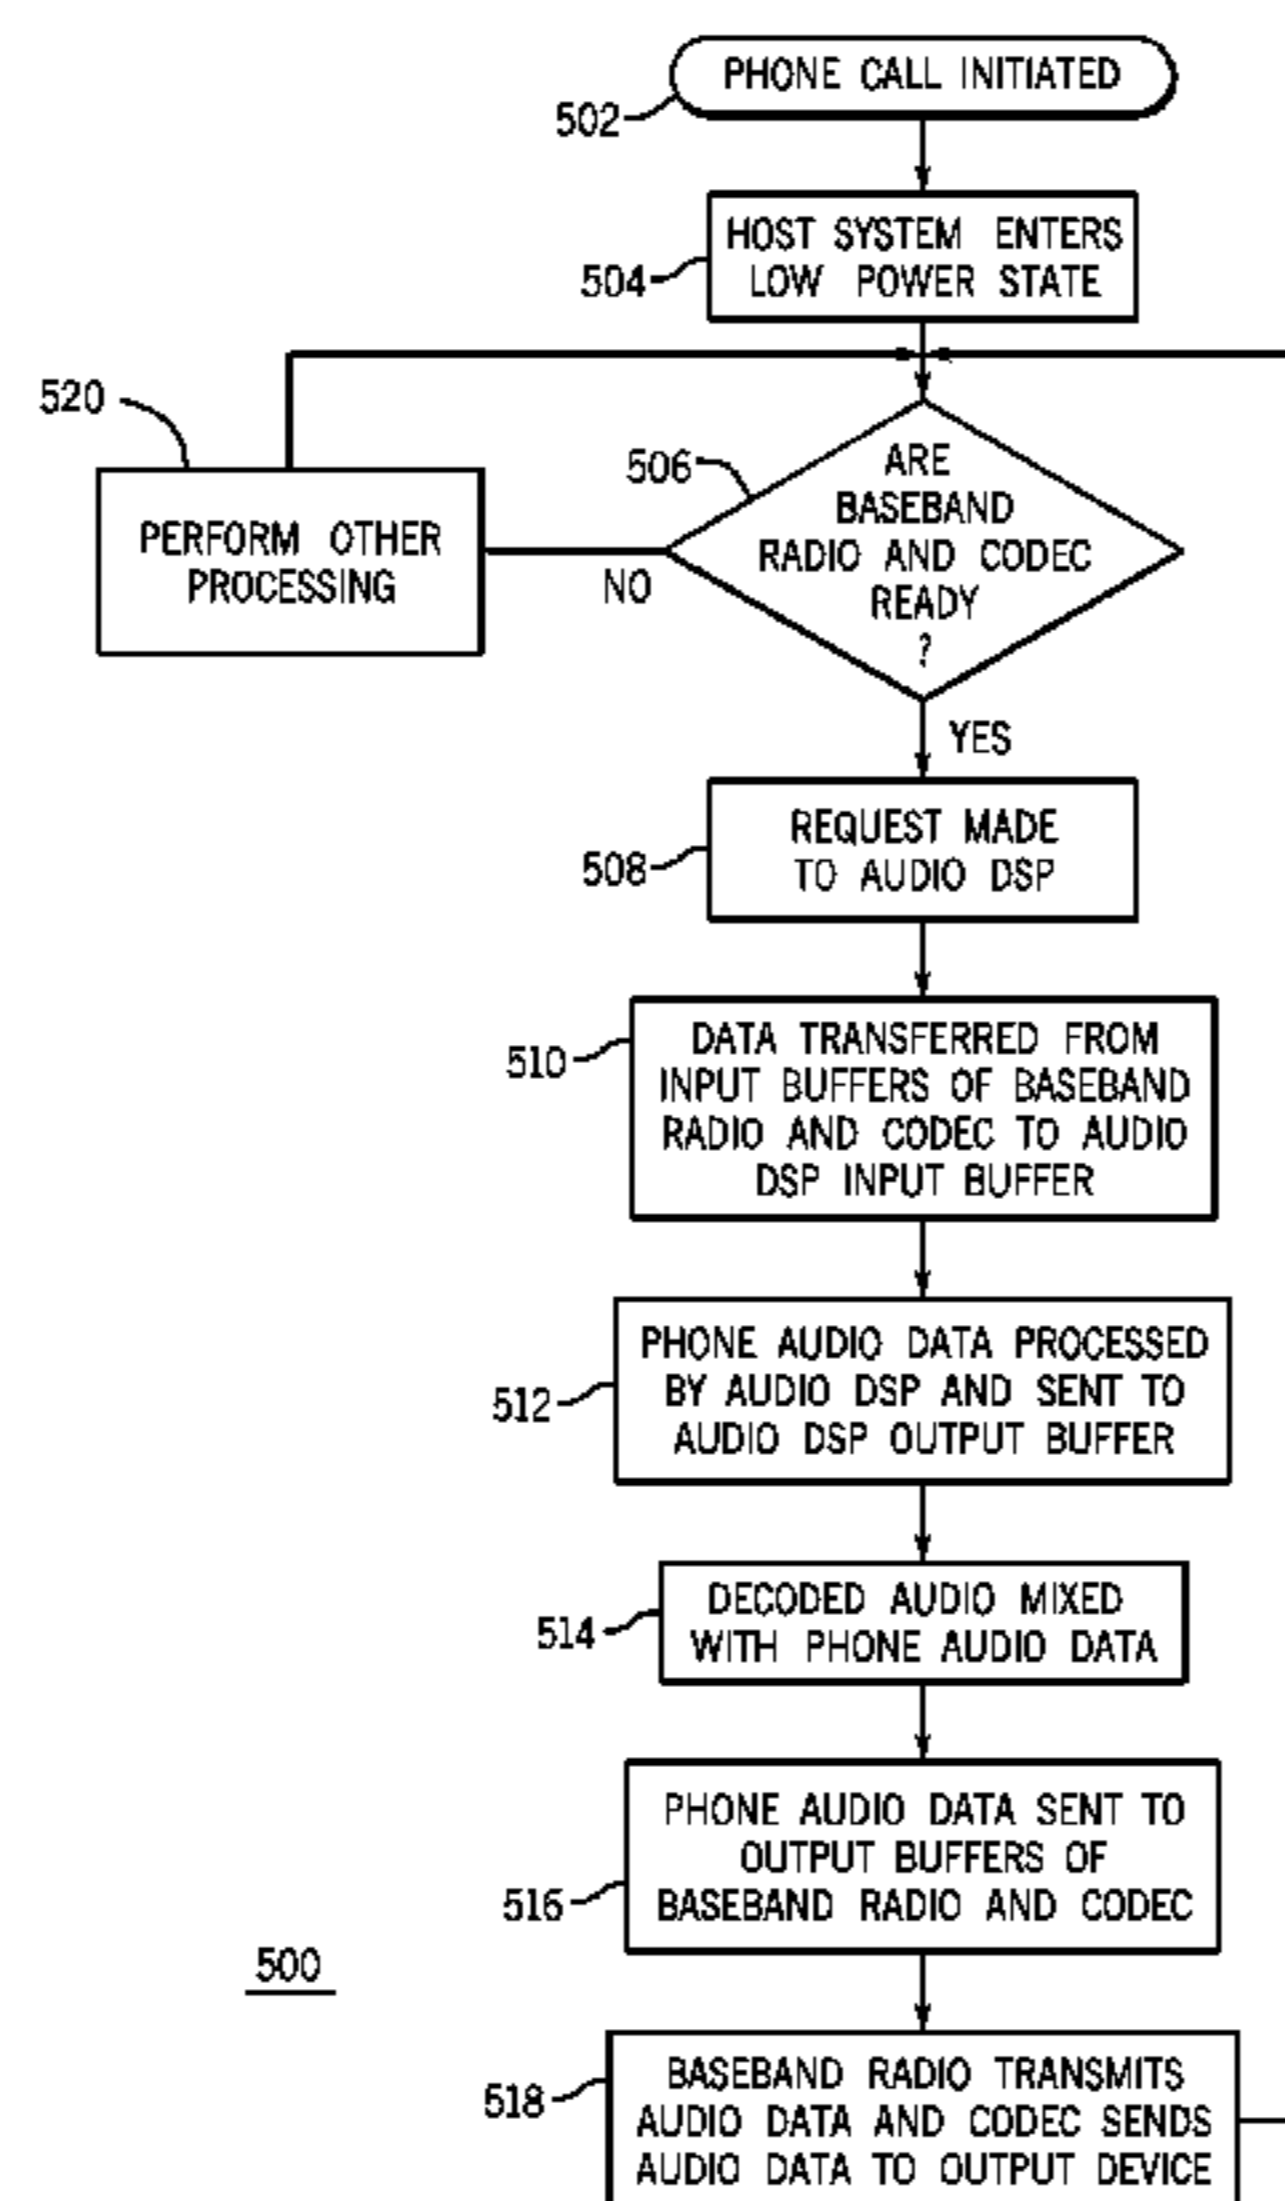 PHONE CALL INITIATED
502
HOST SYSTEM ENTERS
LOW POWER STATE
504
520
PERFORM OTHER
PROCESSING
506
ARE
BASEBAND
RADIO AND CODEC
READY
?
NO
YES
REQUEST MADE
TO AUDIO DSP
508
DATA TRANSFERRED FROM
INPUT BUFFERS OF BASEBAND
RADIO AND CODEC TO AUDIO
DSP INPUT BUFFER
510
PHONE AUDIO DATA PROCESSED
BY AUDIO DSP AND SENT TO
AUDIO DSP OUTPUT BUFFER
512
DECODED AUDIO MIXED
WITH PHONE AUDIO DATA
514
PHONE AUDIO DATA SENT TO
OUTPUT BUFFERS OF
BASEBAND RADIO AND CODEC
516
500
BASEBAND RADIO TRANSMITS
AUDIO DATA AND CODEC SENDS
AUDIO DATA TO OUTPUT DEVICE
518